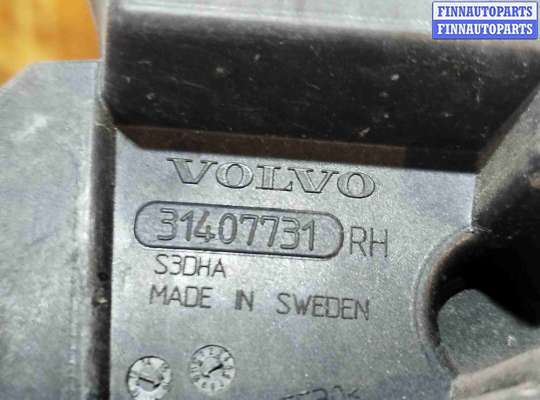 FINNAUTOPARTS
FINNAUTOPARTS
VOLVO
31407731 RH
S3DHA
MADE IN SWEDEN